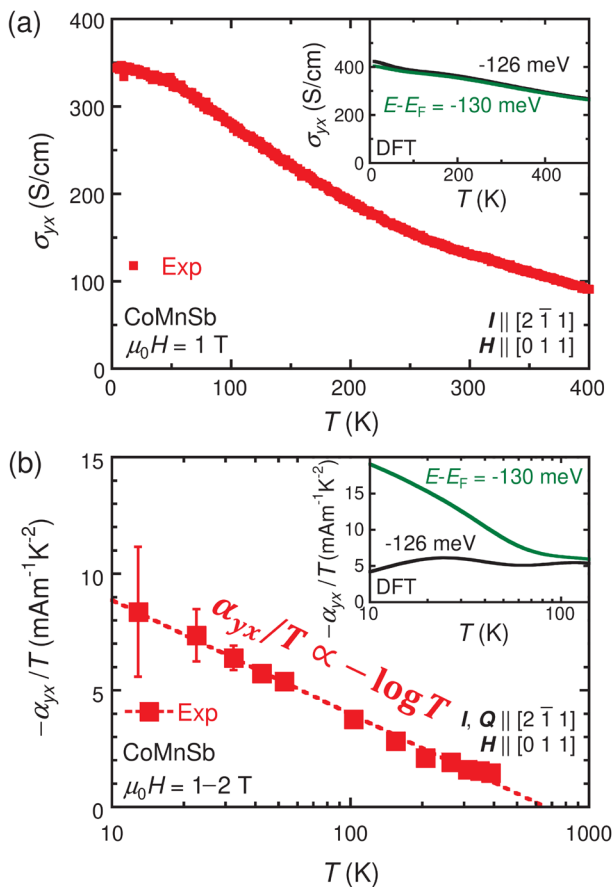 (a)
400
300
200
100
0
σyx (S/cm)
0
100
200
300
400
T (K)
Exp
CoMnSb
μ0H = 1 T
I || [2 1̅ 1]
H || [0 1 1]
600
400
200
0
σyx (S/cm)
-126 meV
E-EF = -130 meV
DFT
0
200
400
T (K)
(b)
15
10
5
0
-αyx/T (mAm⁻¹K⁻²)
10
100
1000
T (K)
αyx/T ∝ −logT
Exp
CoMnSb
μ0H = 1−2 T
I, Q || [2 1̅ 1]
H || [0 1 1]
20
15
10
5
0
-αyx/T (mAm⁻¹K⁻²)
E-EF = -130 meV
-126 meV
DFT
10
100
T (K)